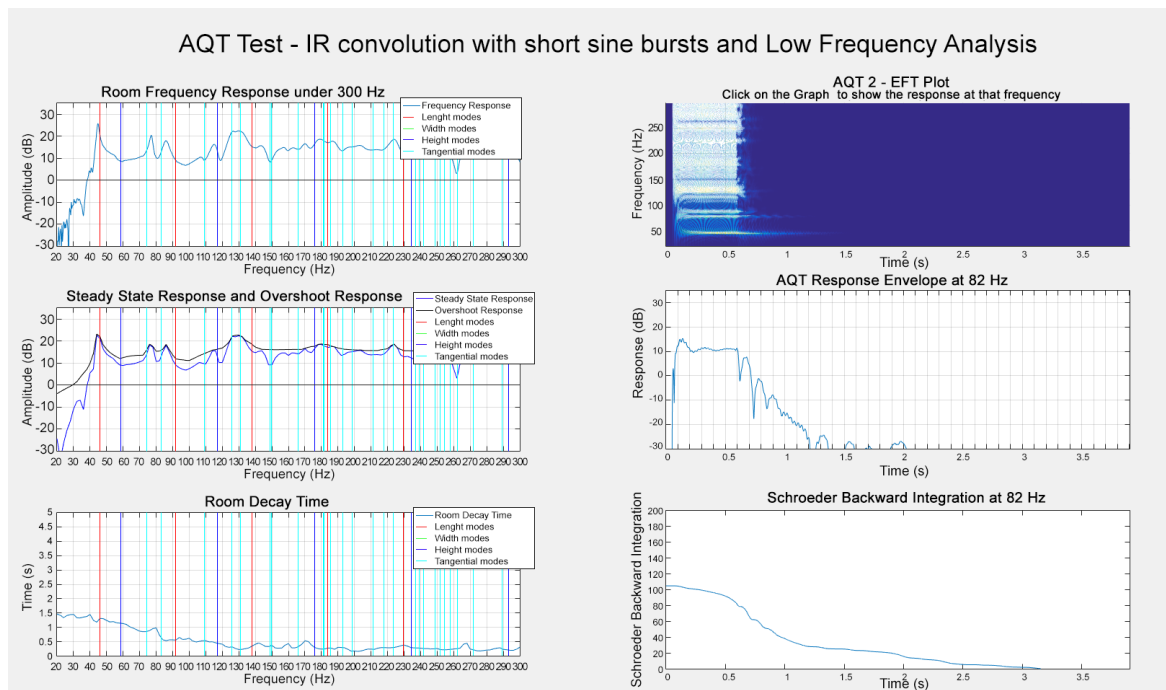 AQT Test - IR convolution with short sine bursts and Low Frequency Analysis
Room Frequency Response under 300 Hz
Amplitude (dB)
30
20
10
0
-10
-20
-30
20 30 40 50 60 70 80 90 100 110 120 130 140 150 160 170 180 190 200 210 220 230 240 250 260 270 280 290 300
Frequency (Hz)
Frequency Response
Lenght modes
Width modes
Height modes
Tangential modes
Steady State Response and Overshoot Response
Amplitude (dB)
30
20
10
0
-10
-20
-30
20 30 40 50 60 70 80 90 100 110 120 130 140 150 160 170 180 190 200 210 220 230 240 250 260 270 280 290 300
Frequency (Hz)
Steady State Response
Overshoot Response
Lenght modes
Width modes
Height modes
Tangential modes
Room Decay Time
Time (s)
5
4.5
4
3.5
3
2.5
2
1.5
1
0.5
0
20 30 40 50 60 70 80 90 100 110 120 130 140 150 160 170 180 190 200 210 220 230 240 250 260 270 280 290 300
Frequency (Hz)
Room Decay Time
Lenght modes
Width modes
Height modes
Tangential modes
AQT 2 - EFT Plot
Click on the Graph to show the response at that frequency
Frequency (Hz)
250
200
150
100
50
0 0.5 1 1.5 2 2.5 3 3.5
Time (s)
AQT Response Envelope at 82 Hz
Response (dB)
30
20
10
0
-10
-20
-30
0 0.5 1 1.5 2 2.5 3 3.5
Time (s)
Schroeder Backward Integration at 82 Hz
Schroeder Backward Integration
200
180
160
140
120
100
80
60
40
20
0
0 0.5 1 1.5 2 2.5 3 3.5
Time (s)